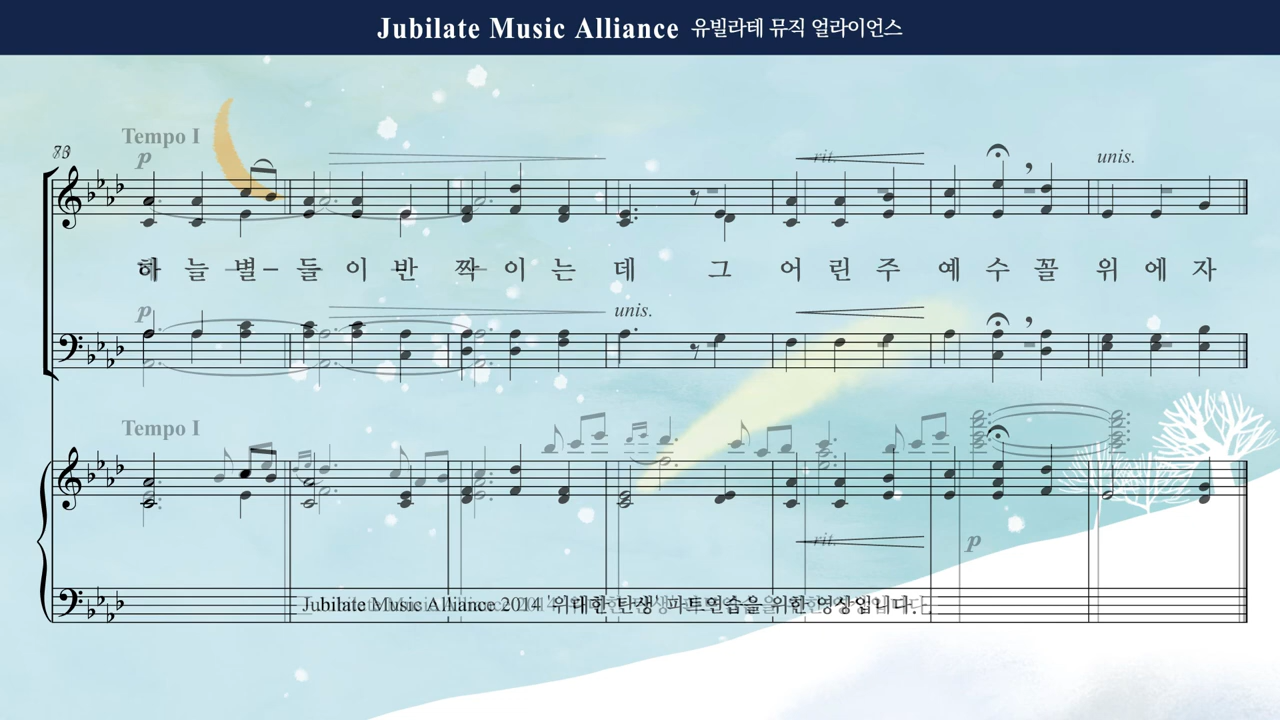 Jubilate Music Alliance 유빌라테 뮤직 얼라이언스
Tempo I
p
rit.
unis.
하 늘 별 - 들 이 반 짝 이 는 데 그 어 린 주 예 수 꼴 위 에 자
p
unis.
Tempo I
rit.
p
Jubilate Music Alliance 2014 위대한 탄생 파트연습을 위한 영상입니다.